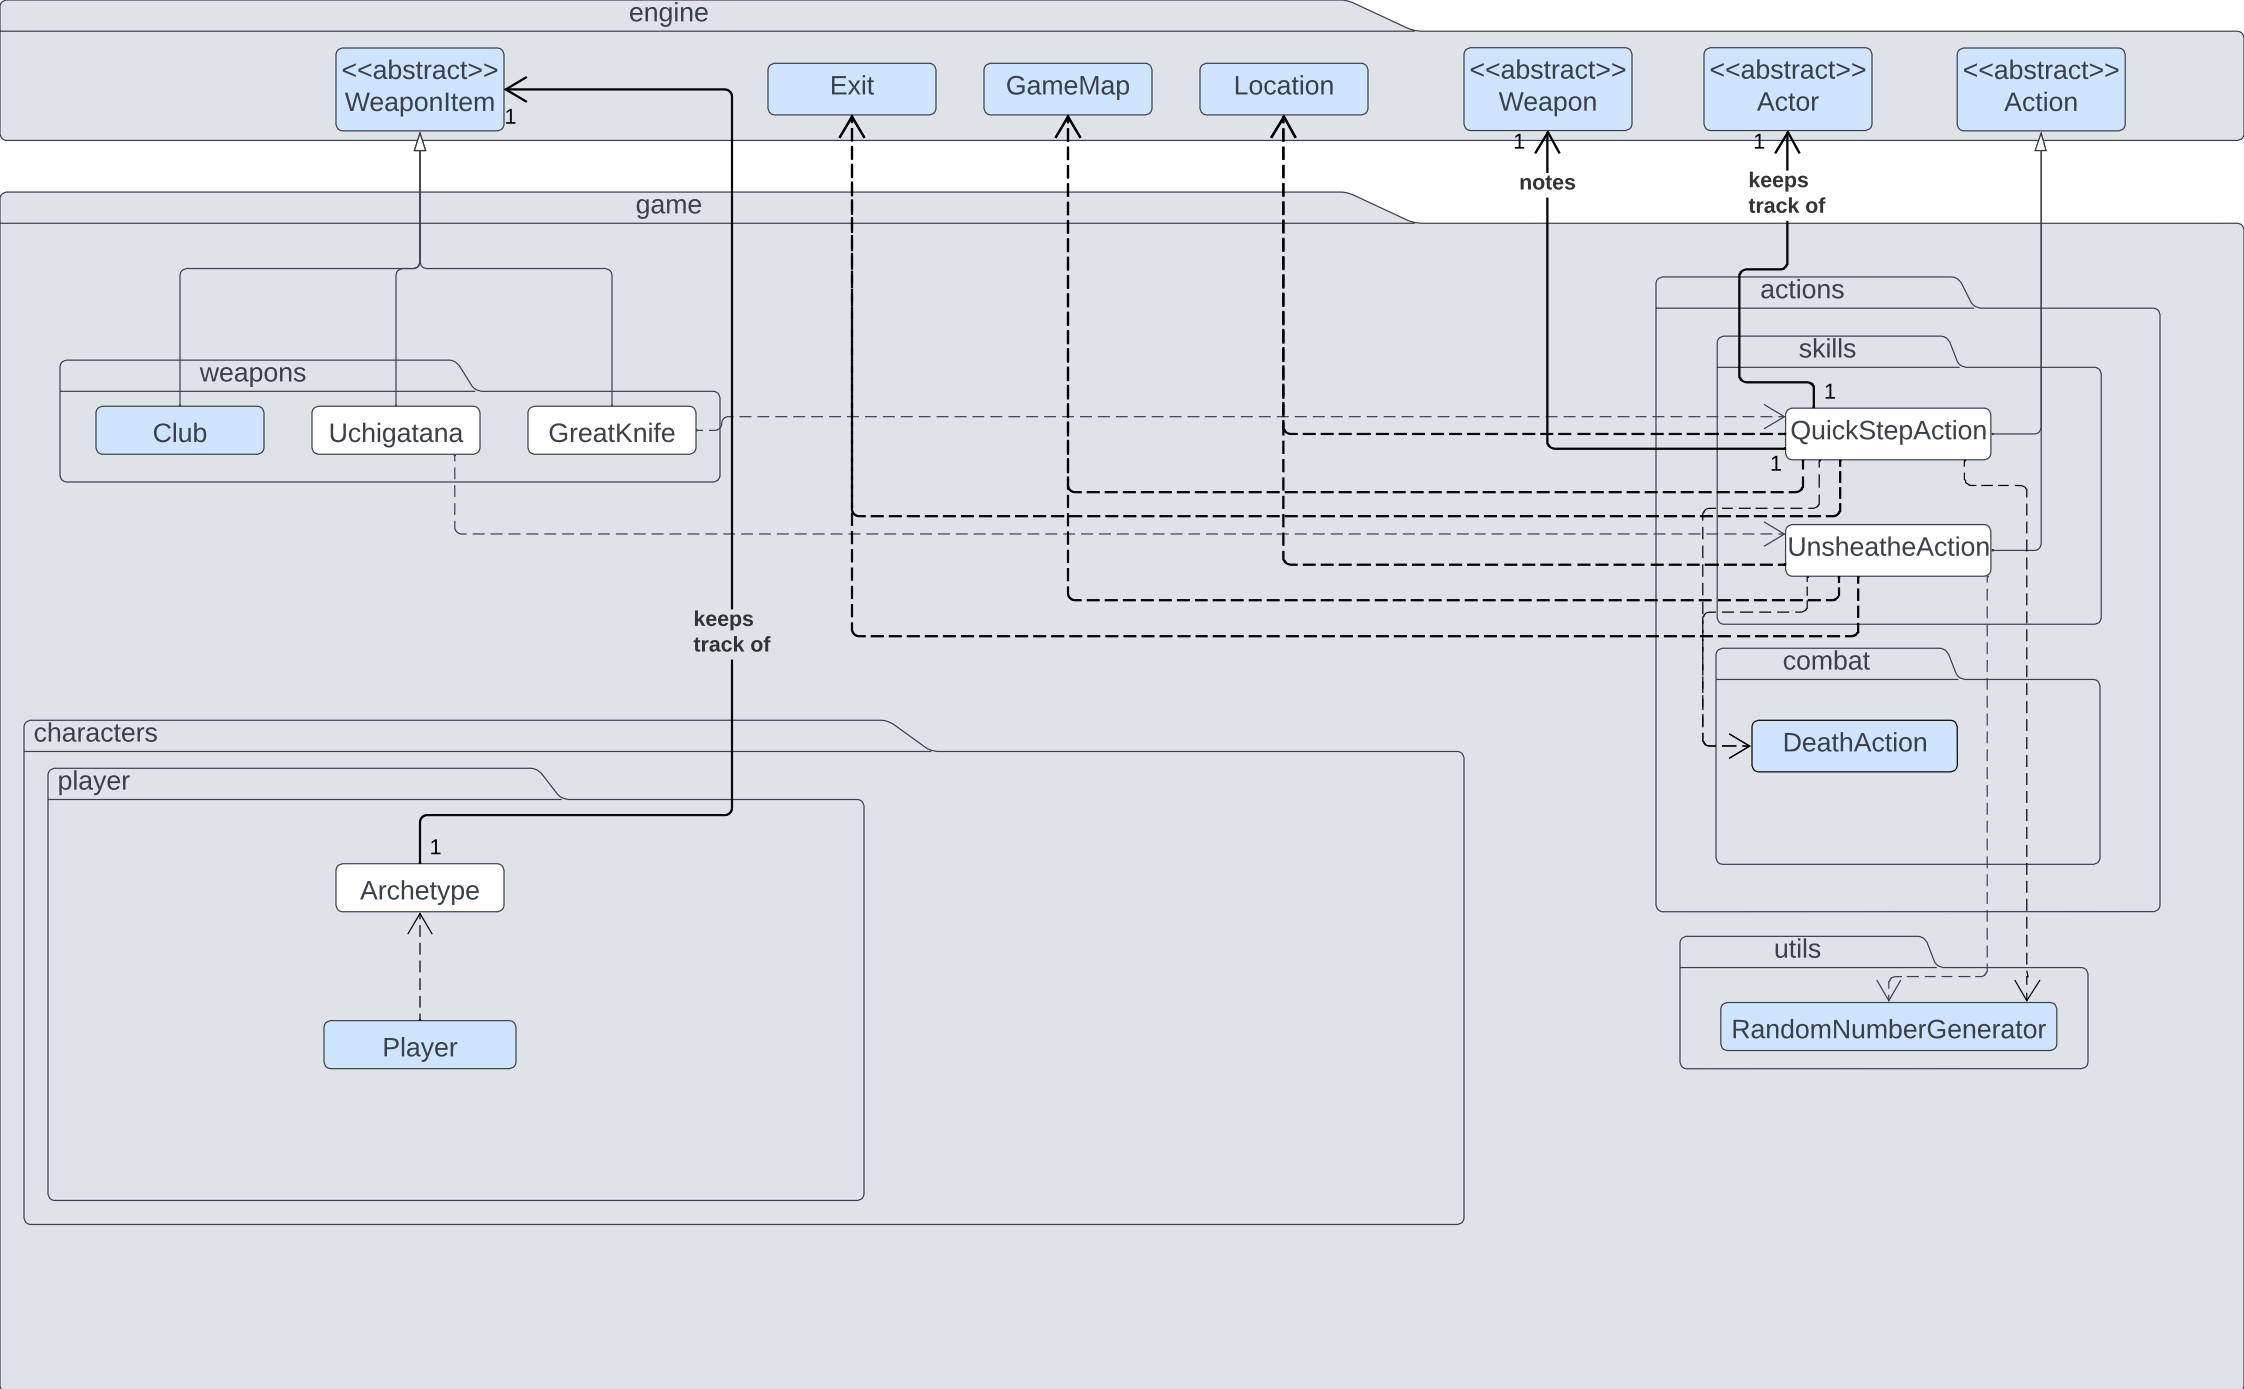 engine
<<abstract>>
WeaponItem
1
Exit
GameMap
Location
<<abstract>>
Weapon
1
<<abstract>>
Actor
1
<<abstract>>
Action
notes
keeps
track of
game
actions
skills
weapons
Club
Uchigatana
GreatKnife
1
QuickStepAction
1
UnsheatheAction
keeps
track of
combat
DeathAction
characters
player
1
Archetype
Player
utils
RandomNumberGenerator